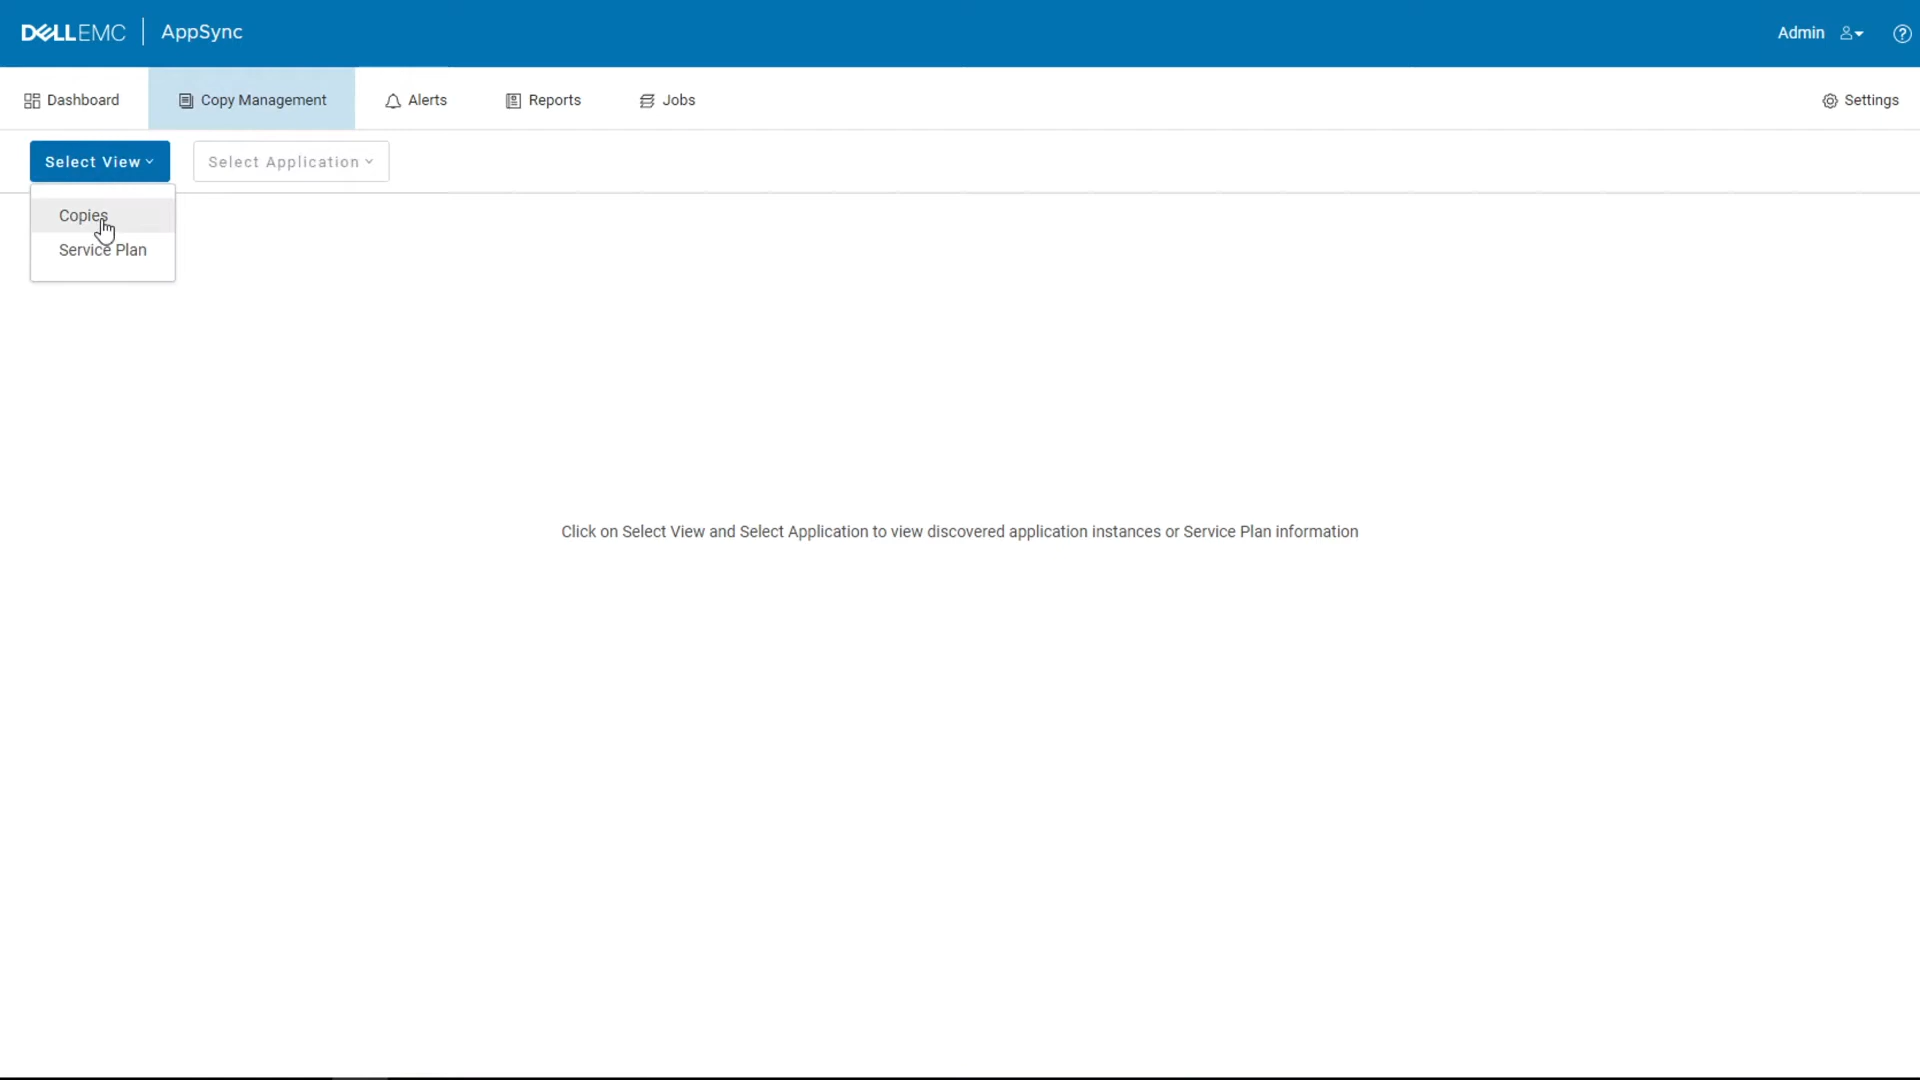 DELLEMC AppSync Admin
Dashboard Copy Management Alerts Reports Jobs Settings
Select View Select Application
Copies
Service Plan
Click on Select View and Select Application to view discovered application instances or Service Plan information